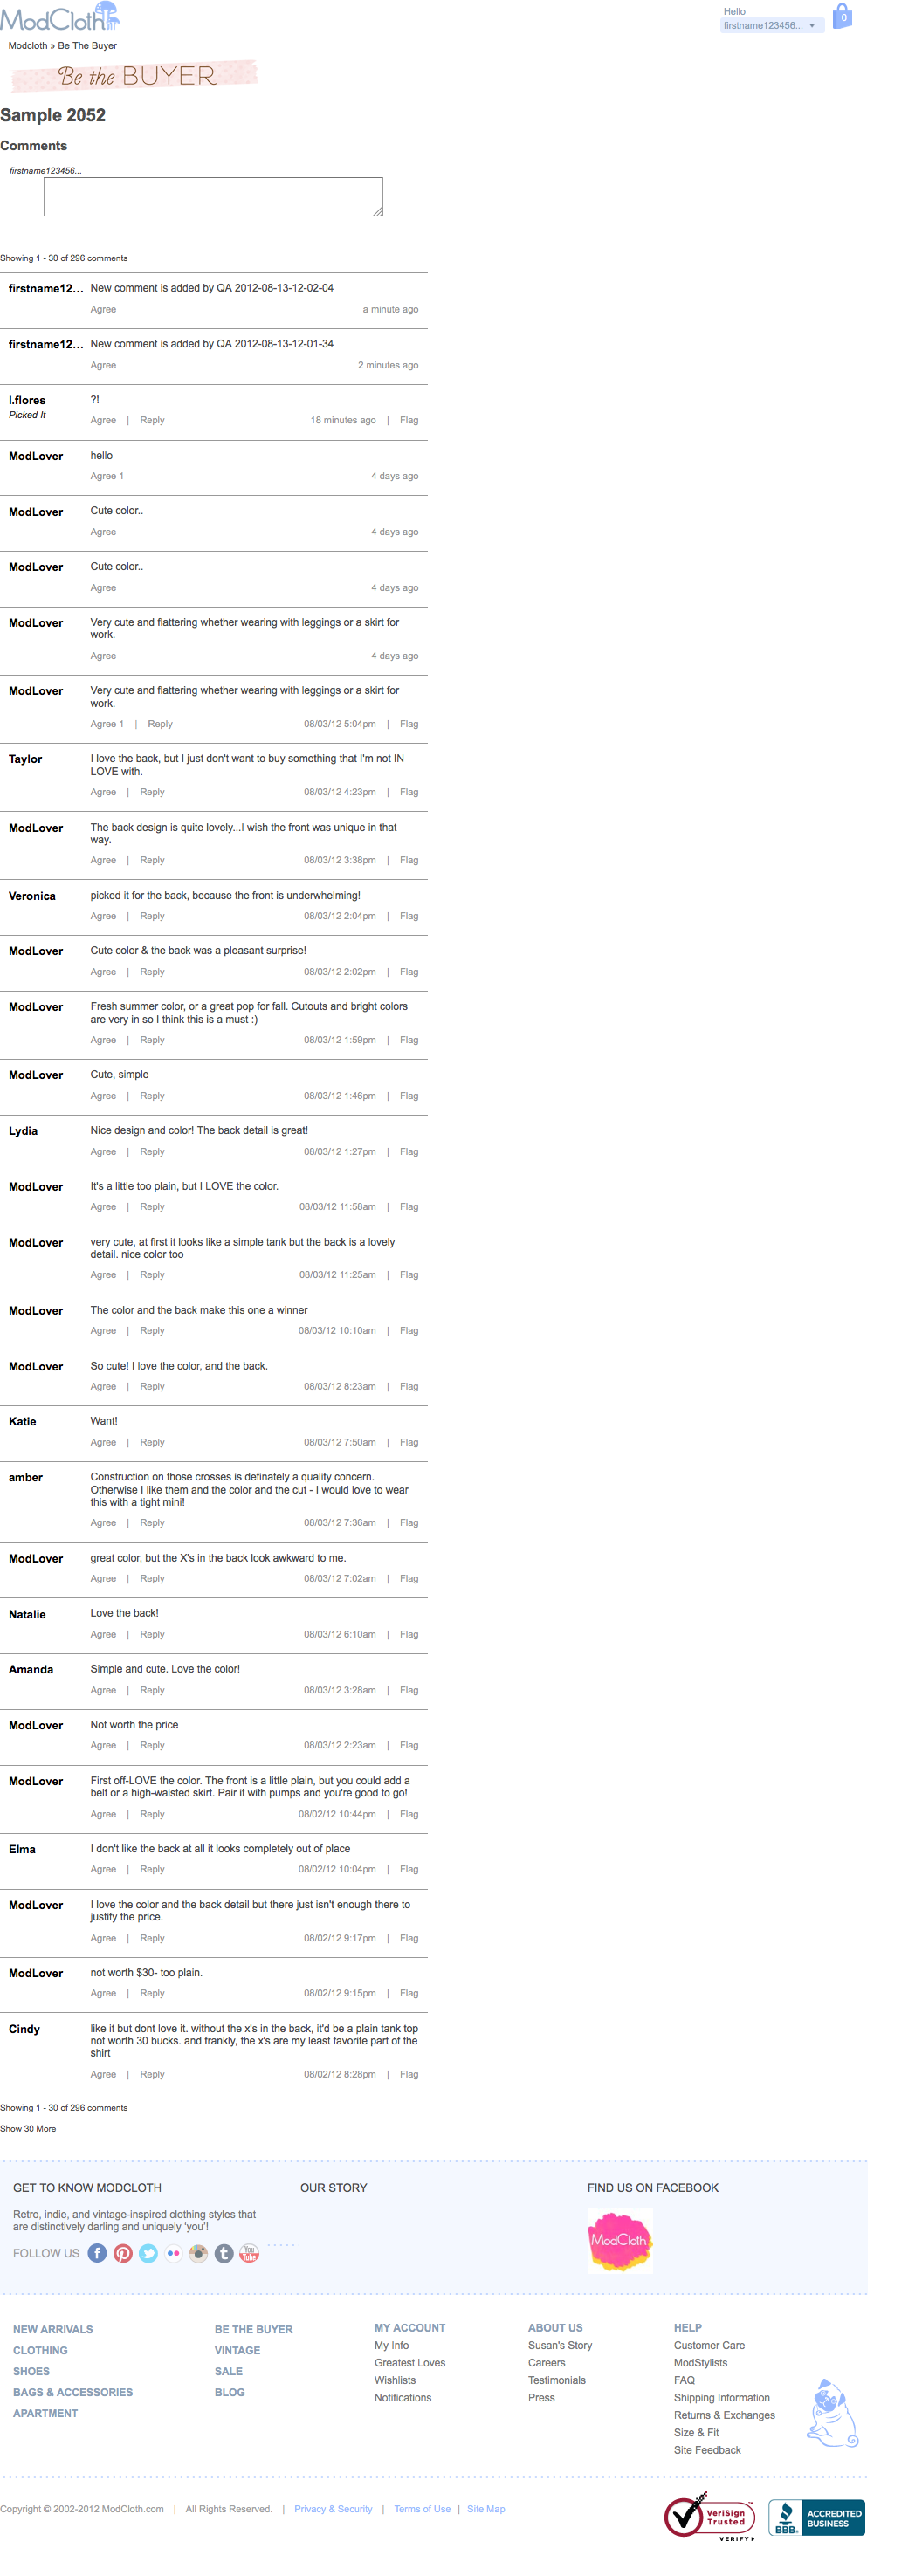 ModCloth
Hello
firstname123456...
0
Modcloth » Be The Buyer
Be the BUYER
Sample 2052
Comments
firstname123456...
Showing 1 - 30 of 296 comments
firstname12... New comment is added by QA 2012-08-13-12-02-04
Agree a minute ago
firstname12... New comment is added by QA 2012-08-13-12-01-34
Agree 2 minutes ago
l.flores ?!
Picked It
Agree | Reply 18 minutes ago | Flag
ModLover hello
Agree 1 4 days ago
ModLover Cute color..
Agree 4 days ago
ModLover Cute color..
Agree 4 days ago
ModLover Very cute and flattering whether wearing with leggings or a skirt for
work.
Agree 4 days ago
ModLover Very cute and flattering whether wearing with leggings or a skirt for
work.
Agree 1 | Reply 08/03/12 5:04pm | Flag
Taylor I love the back, but I just don't want to buy something that I'm not IN
LOVE with.
Agree | Reply 08/03/12 4:23pm | Flag
ModLover The back design is quite lovely...I wish the front was unique in that
way.
Agree | Reply 08/03/12 3:38pm | Flag
Veronica picked it for the back, because the front is underwhelming!
Agree | Reply 08/03/12 2:04pm | Flag
ModLover Cute color & the back was a pleasant surprise!
Agree | Reply 08/03/12 2:02pm | Flag
ModLover Fresh summer color, or a great pop for fall. Cutouts and bright colors
are very in so I think this is a must :)
Agree | Reply 08/03/12 1:59pm | Flag
ModLover Cute, simple
Agree | Reply 08/03/12 1:46pm | Flag
Lydia Nice design and color! The back detail is great!
Agree | Reply 08/03/12 1:27pm | Flag
ModLover It's a little too plain, but I LOVE the color.
Agree | Reply 08/03/12 11:58am | Flag
ModLover very cute, at first it looks like a simple tank but the back is a lovely
detail. nice color too
Agree | Reply 08/03/12 11:25am | Flag
ModLover The color and the back make this one a winner
Agree | Reply 08/03/12 10:10am | Flag
ModLover So cute! I love the color, and the back.
Agree | Reply 08/03/12 8:23am | Flag
Katie Want!
Agree | Reply 08/03/12 7:50am | Flag
amber Construction on those crosses is definately a quality concern.
Otherwise I like them and the color and the cut - I would love to wear
this with a tight mini!
Agree | Reply 08/03/12 7:36am | Flag
ModLover great color, but the X's in the back look awkward to me.
Agree | Reply 08/03/12 7:02am | Flag
Natalie Love the back!
Agree | Reply 08/03/12 6:10am | Flag
Amanda Simple and cute. Love the color!
Agree | Reply 08/03/12 3:28am | Flag
ModLover Not worth the price
Agree | Reply 08/03/12 2:23am | Flag
ModLover First off-LOVE the color. The front is a little plain, but you could add a
belt or a high-waisted skirt. Pair it with pumps and you're good to go!
Agree | Reply 08/02/12 10:44pm | Flag
Elma I don't like the back at all it looks completely out of place
Agree | Reply 08/02/12 10:04pm | Flag
ModLover I love the color and the back detail but there just isn't enough there to
justify the price.
Agree | Reply 08/02/12 9:17pm | Flag
ModLover not worth $30- too plain.
Agree | Reply 08/02/12 9:15pm | Flag
Cindy like it but dont love it. without the x's in the back, it'd be a plain tank top
not worth 30 bucks. and frankly, the x's are my least favorite part of the
shirt
Agree | Reply 08/02/12 8:28pm | Flag
Showing 1 - 30 of 296 comments
Show 30 More
GET TO KNOW MODCLOTH
Retro, indie, and vintage-inspired clothing styles that
are distinctively darling and uniquely 'you'!
FOLLOW US f t You Tube
OUR STORY
FIND US ON FACEBOOK
ModCloth
NEW ARRIVALS
CLOTHING
SHOES
BAGS & ACCESSORIES
APARTMENT
BE THE BUYER
VINTAGE
SALE
BLOG
MY ACCOUNT
My Info
Greatest Loves
Wishlists
Notifications
ABOUT US
Susan's Story
Careers
Testimonials
Press
HELP
Customer Care
ModStylists
FAQ
Shipping Information
Returns & Exchanges
Size & Fit
Site Feedback
Copyright © 2002-2012 ModCloth.com | All Rights Reserved. | Privacy & Security | Terms of Use | Site Map
VeriSign
Trusted
VERIFY
BBB.
ACCREDITED
BUSINESS